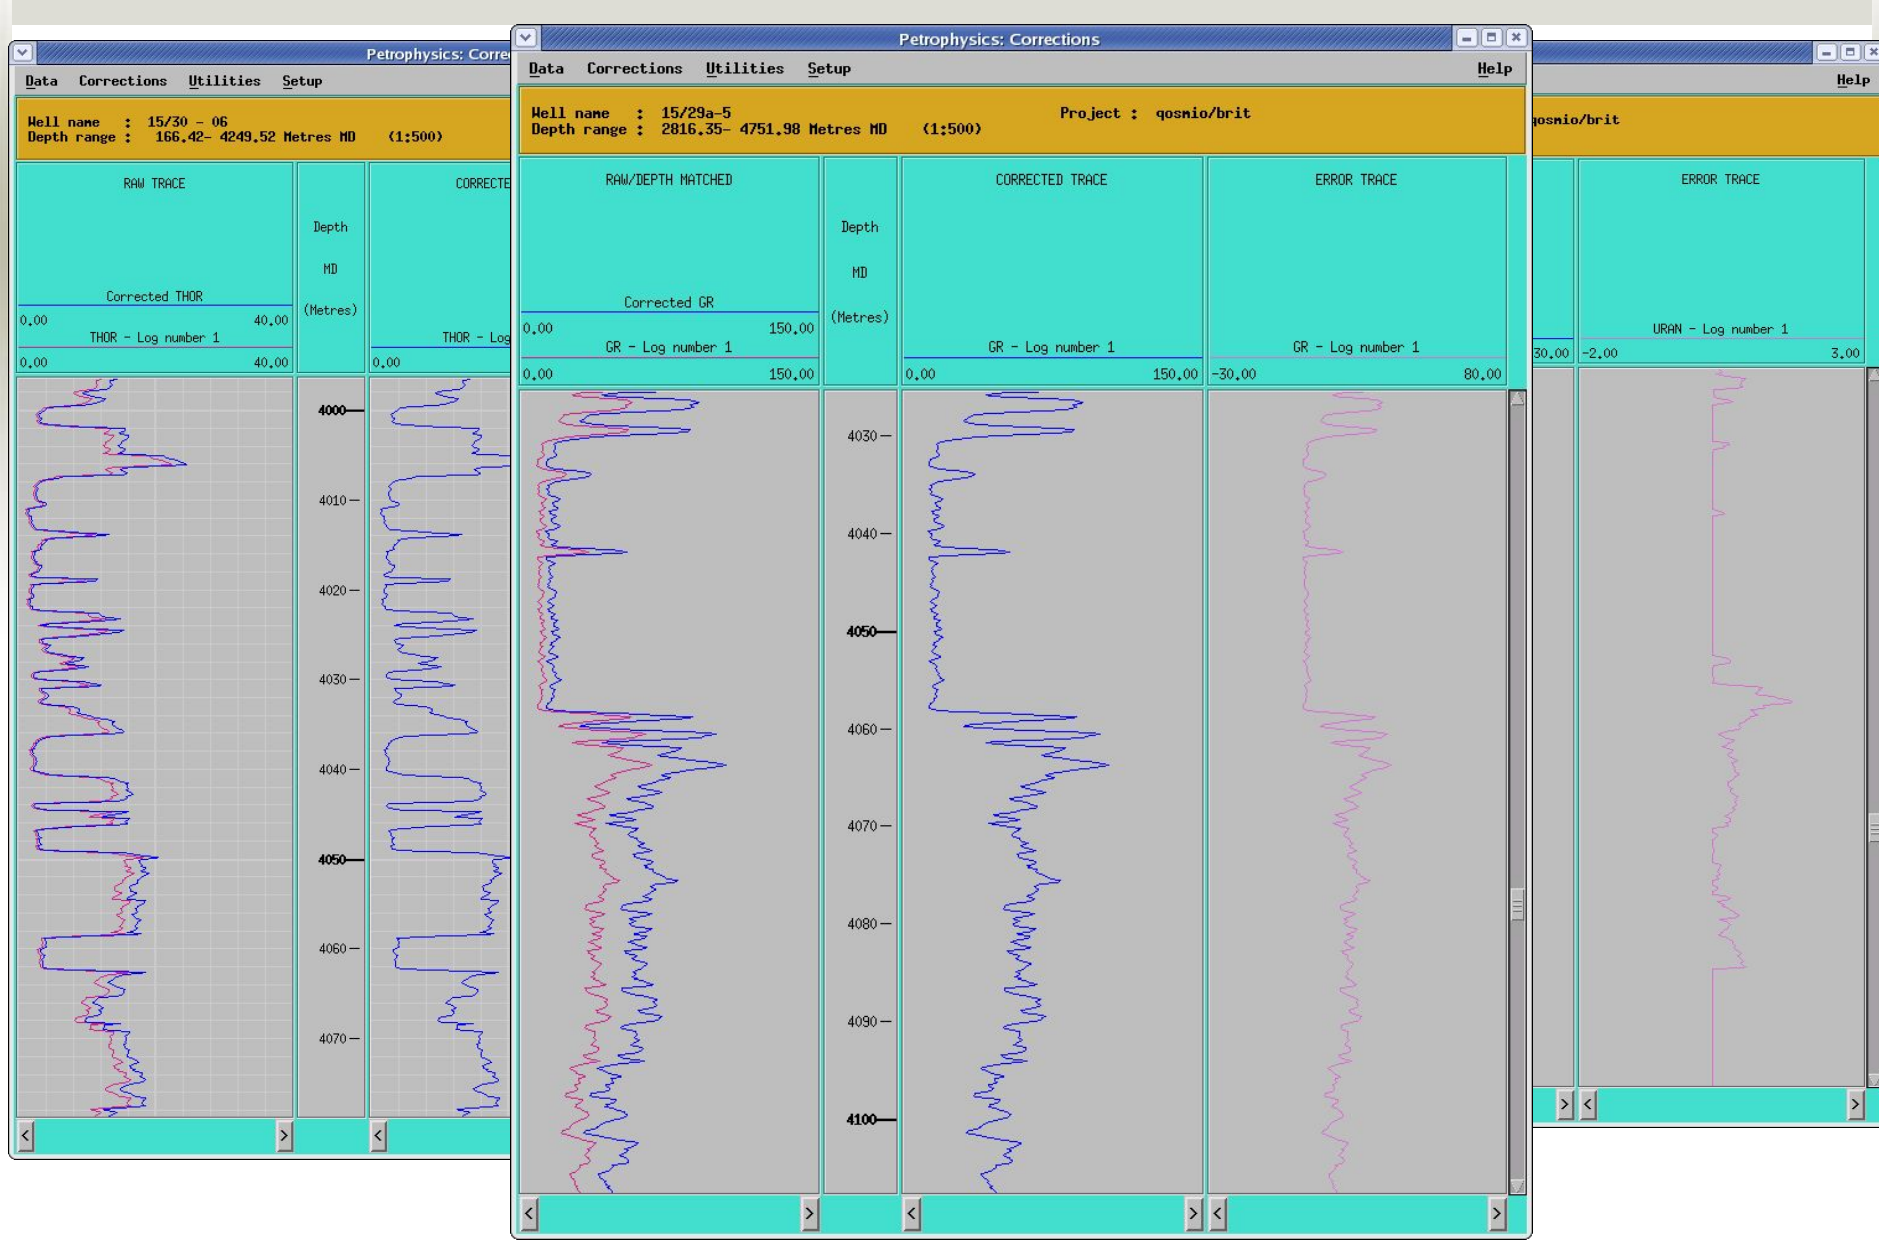 Petrophysics: Corre
Data Corrections Utilities Setup
Well name : 15/30 - 06
Depth range : 166.42- 4249.52 Metres MD (1:500)
RAW TRACE
Corrected THOR
0.00 40.00
THOR - Log number 1
0.00 40.00
Depth
MD
(Metres)
CORRECTE
THOR - Log
0.00
4000
4010
4020
4030
4040
4050
4060
4070
< >
<
Petrophysics: Corrections
Data Corrections Utilities Setup Help
Well name : 15/29a-5 Project : qosmio/brit
Depth range : 2816.35- 4751.98 Metres MD (1:500)
RAW/DEPTH MATCHED
Corrected GR
0.00 150.00
GR - Log number 1
0.00 150.00
Depth
MD
(Metres)
CORRECTED TRACE
GR - Log number 1
0.00 150.00
ERROR TRACE
GR - Log number 1
-30.00 80.00
4030
4040
4050
4060
4070
4080
4090
4100
< >
< >
< >
Help
qosmio/brit
ERROR TRACE
URAN - Log number 1
30.00 -2.00 3.00
> < >